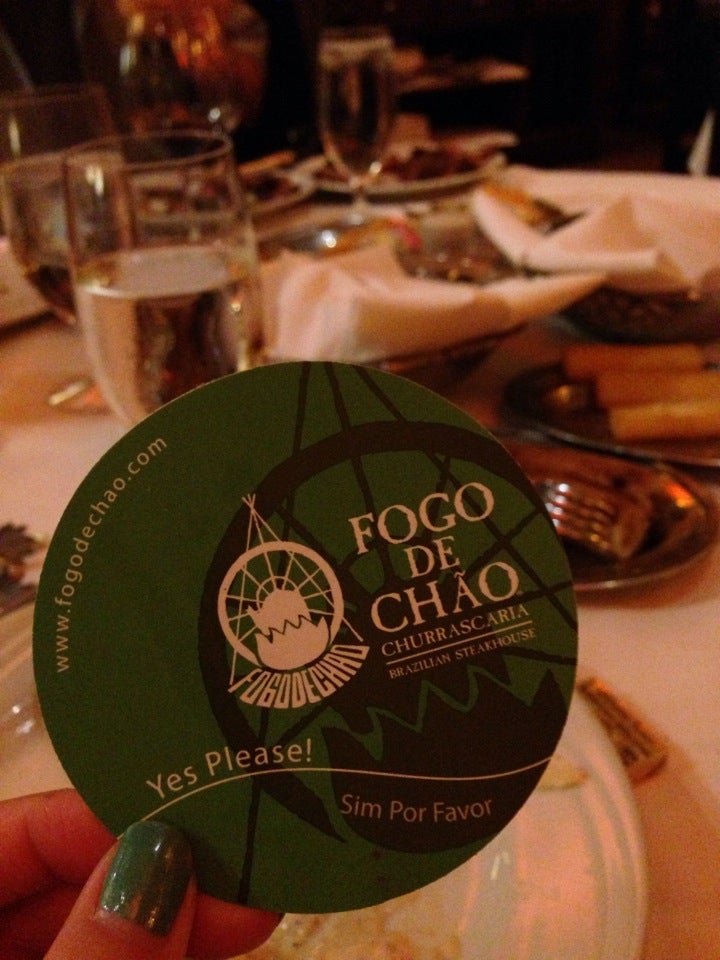 www.fogodechao.com
FOGO
DE
CHÃO
CHURRASCARIA
BRAZILIAN STEAKHOUSE
FOGODECHAO
Yes Please!
Sim Por Favor